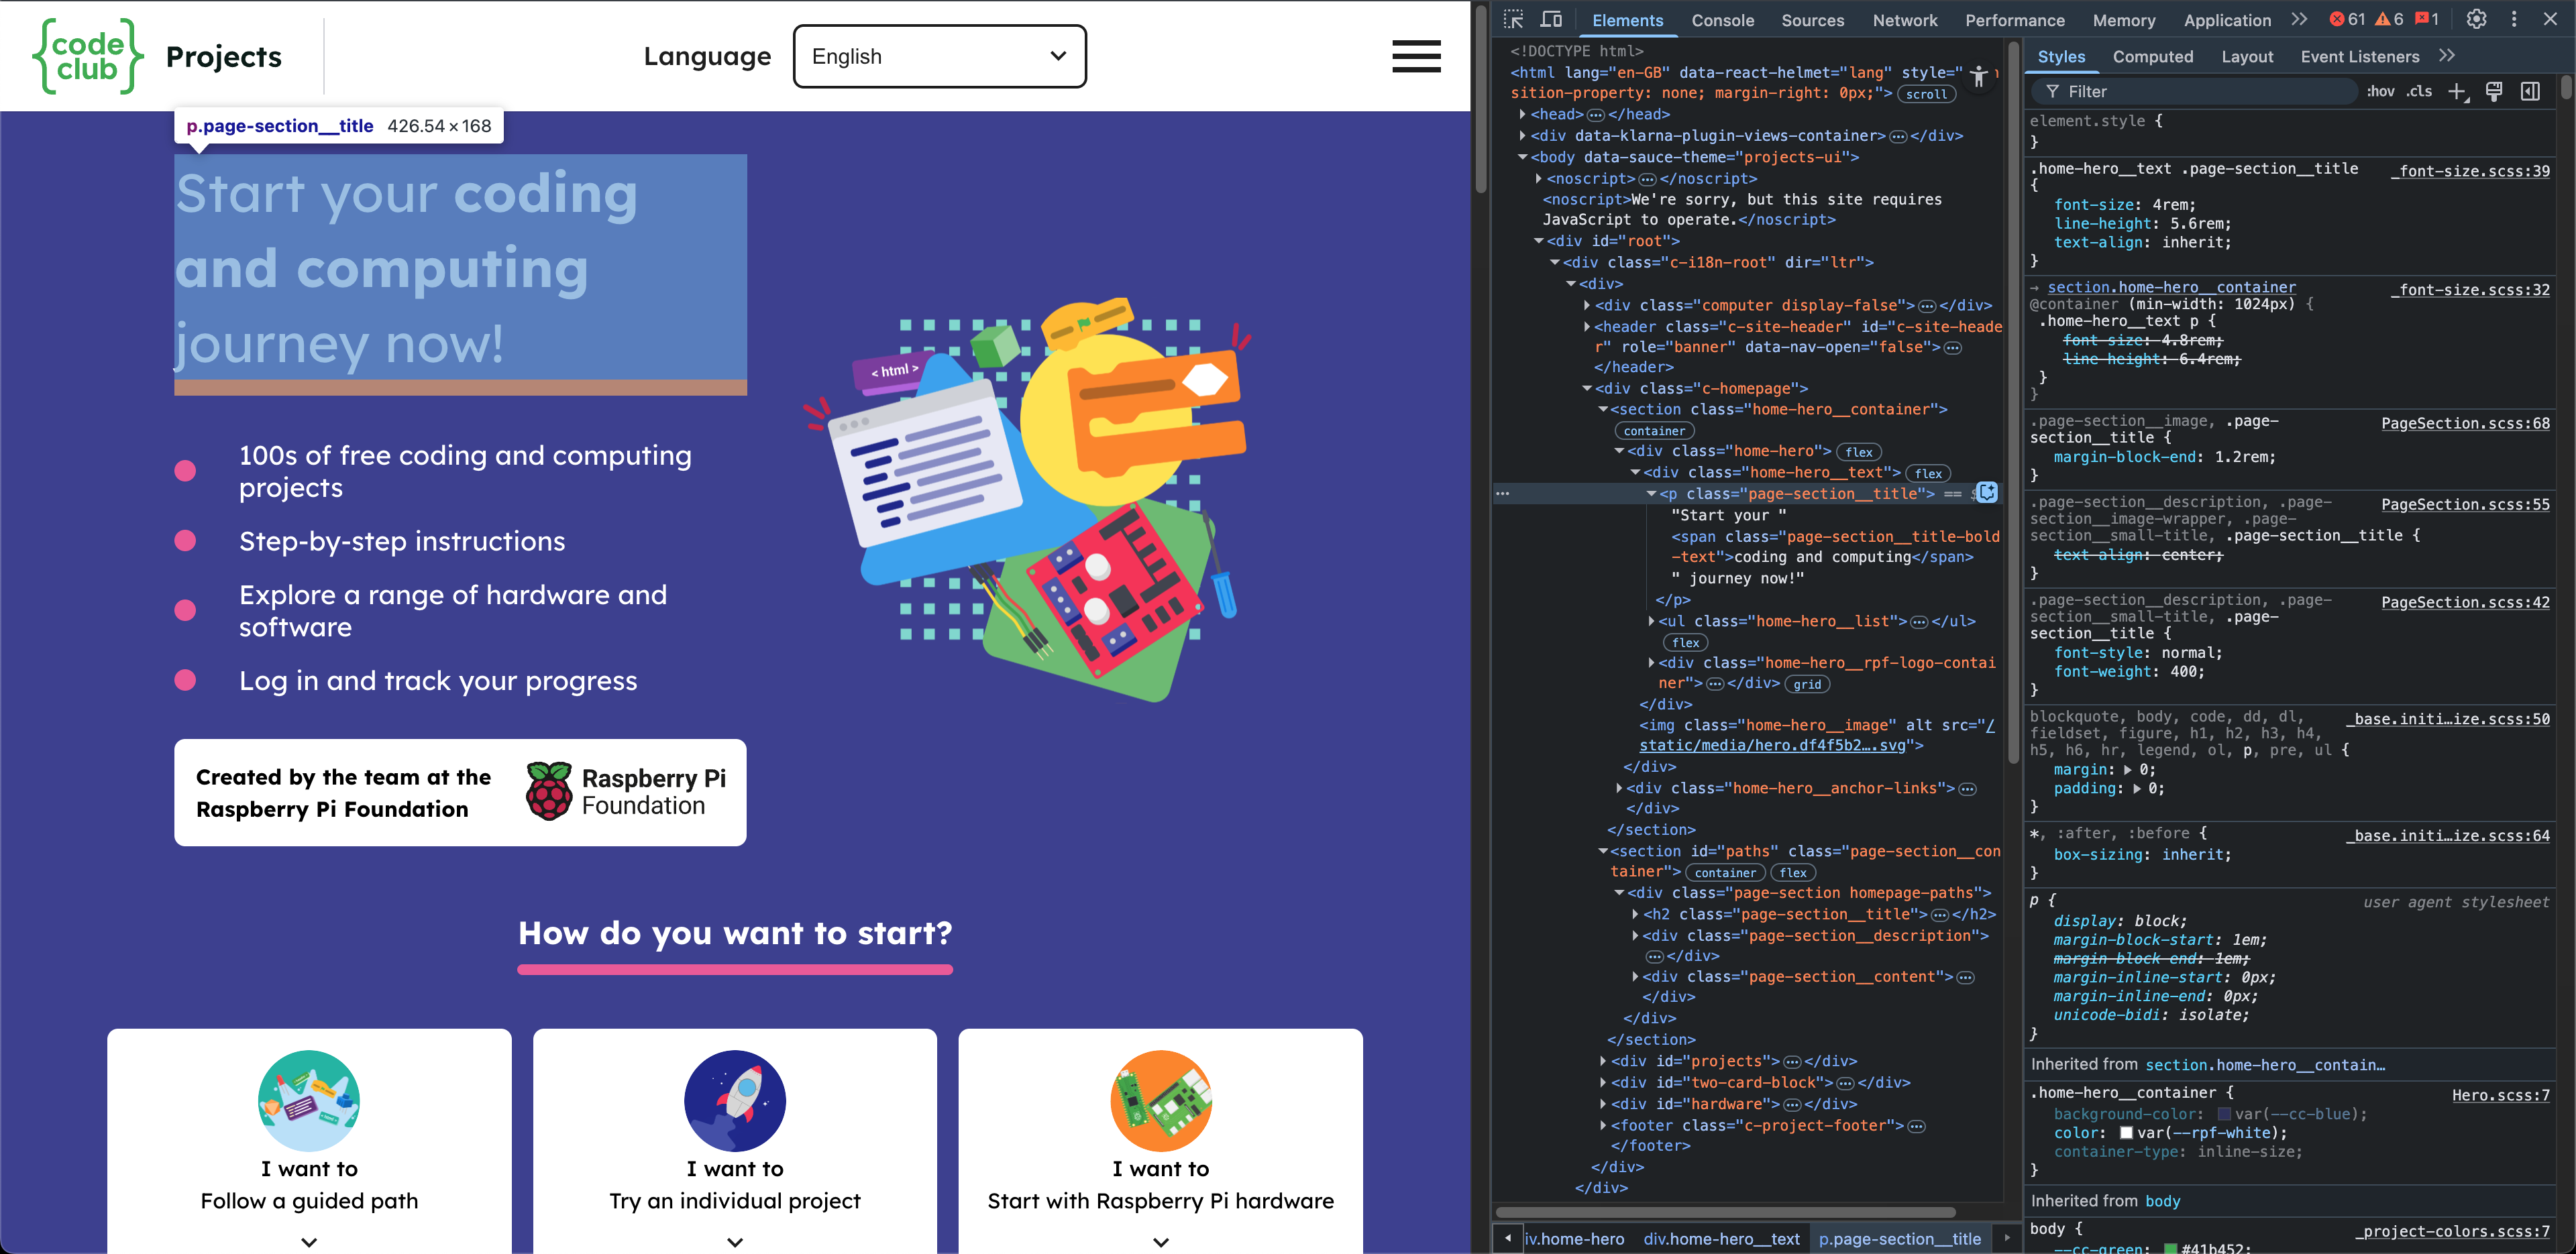 {code club}
Projects
Language
English
p.page-section__title 426.54×168
Start your coding
and computing
journey now!
100s of free coding and computing
projects
Step-by-step instructions
Explore a range of hardware and
software
Log in and track your progress
< html >
Created by the team at the
Raspberry Pi Foundation
Raspberry Pi
Foundation
How do you want to start?
I want to
Follow a guided path
I want to
Try an individual project
I want to
Start with Raspberry Pi hardware
Elements Console Sources Network Performance Memory Application 61 6 1
<!DOCTYPE html>
<html lang="en-GB" data-react-helmet="lang" style="
sition-property: none; margin-right: 0px;"> scroll
<head> </head>
<div data-klarna-plugin-views-container> </div>
<body data-sauce-theme="projects-ui">
<noscript> </noscript>
<noscript>We're sorry, but this site requires
JavaScript to operate.</noscript>
<div id="root">
<div class="c-i18n-root" dir="ltr">
<div>
<div class="computer display-false"> </div>
<header class="c-site-header" id="c-site-heade
r" role="banner" data-nav-open="false">
</header>
<div class="c-homepage">
<section class="home-hero__container">
container
<div class="home-hero"> flex
<div class="home-hero__text"> flex
<p class="page-section__title"> ==
"Start your "
<span class="page-section__title-bold
-text">coding and computing</span>
" journey now!"
</p>
<ul class="home-hero__list"> </ul>
flex
<div class="home-hero__rpf-logo-contai
ner"> </div> grid
</div>
<img class="home-hero__image" alt src="/
static/media/hero.df4f5b2….svg">
</div>
<div class="home-hero__anchor-links">
</div>
</section>
<section id="paths" class="page-section__con
tainer"> container flex
<div class="page-section homepage-paths">
<h2 class="page-section__title"> </h2>
<div class="page-section__description">
</div>
<div class="page-section__content">
</div>
</div>
</section>
<div id="projects"> </div>
<div id="two-card-block"> </div>
<div id="hardware"> </div>
<footer class="c-project-footer">
</footer>
</div>
</div>
iv.home-hero div.home-hero__text p.page-section__title
Styles Computed Layout Event Listeners
Filter :hov .cls
element.style {
}
.home-hero__text .page-section__title _font-size.scss:39
{
font-size: 4rem;
line-height: 5.6rem;
text-align: inherit;
}
→ section.home-hero__container _font-size.scss:32
@container (min-width: 1024px) {
.home-hero__text p {
font-size: 4.8rem;
line-height: 6.4rem;
}
}
.page-section__image, .page- PageSection.scss:68
section__title {
margin-block-end: 1.2rem;
}
.page-section__description, .page- PageSection.scss:55
section__image-wrapper, .page-
section__small-title, .page-section__title {
text-align: center;
}
.page-section__description, .page- PageSection.scss:42
section__small-title, .page-
section__title {
font-style: normal;
font-weight: 400;
}
blockquote, body, code, dd, dl, _base.initi…ize.scss:50
fieldset, figure, h1, h2, h3, h4,
h5, h6, hr, legend, ol, p, pre, ul {
margin: 0;
padding: 0;
}
*, :after, :before { _base.initi…ize.scss:64
box-sizing: inherit;
}
p { user agent stylesheet
display: block;
margin-block-start: 1em;
margin-block-end: 1em;
margin-inline-start: 0px;
margin-inline-end: 0px;
unicode-bidi: isolate;
}
Inherited from section.home-hero__contain…
.home-hero__container { Hero.scss:7
background-color: var(--cc-blue);
color: var(--rpf-white);
container-type: inline-size;
}
Inherited from body
body { _project-colors.scss:7
--cc-green: #41b452;